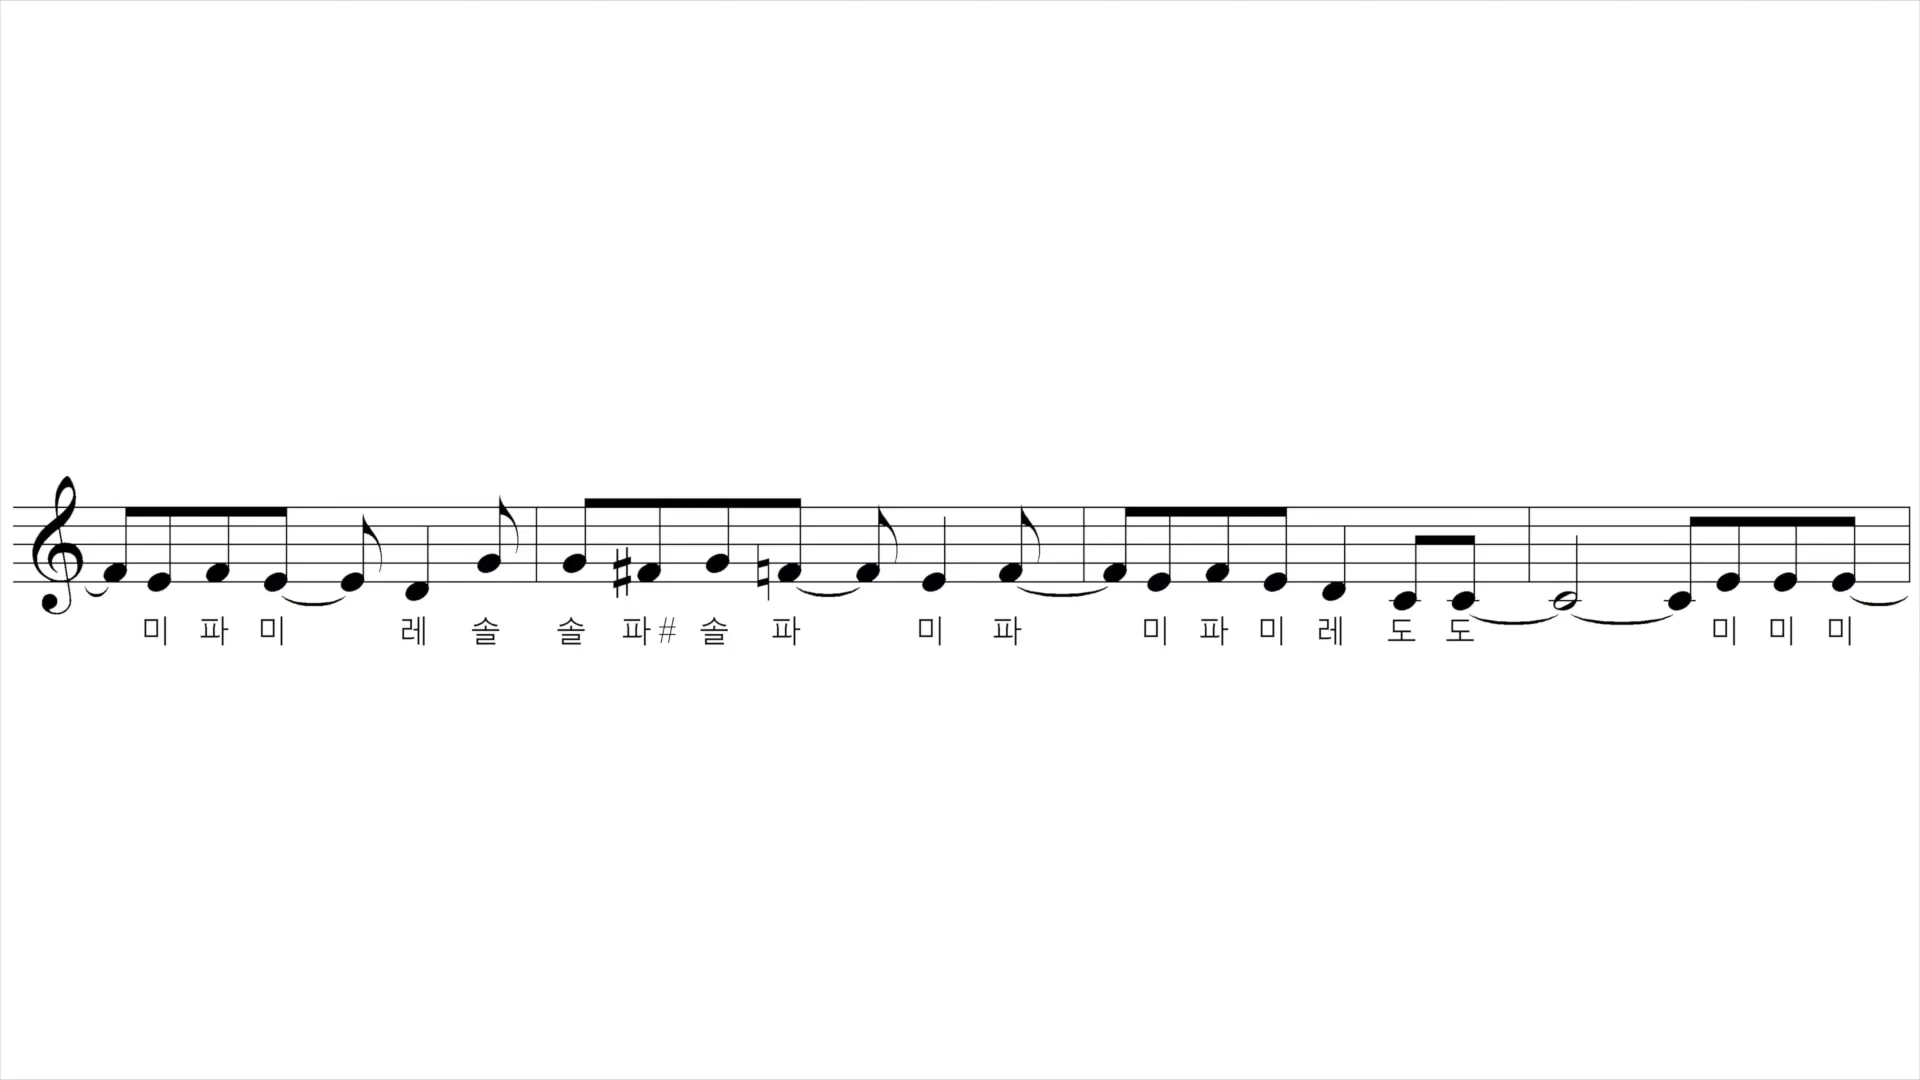 미 파 미 레 솔 솔 파# 솔 파 미 파 미 파 미 레 도 도 미 미 미